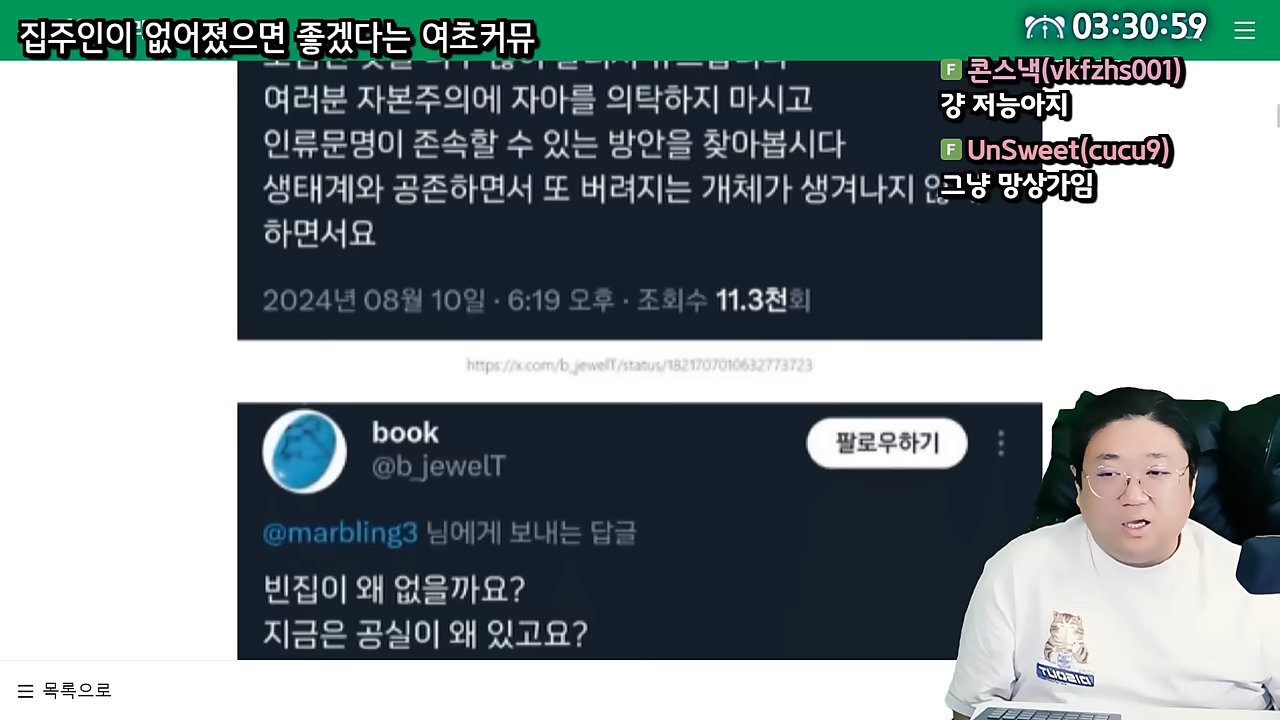 집주인이 없어졌으면 좋겠다는 여초커뮤
03:30:59
콘스낵(vkfzhs001)
걍 저능아지
UnSweet(cucu9)
그냥 망상가임
여러분 자본주의에 자아를 의탁하지 마시고
인류문명이 존속할 수 있는 방안을 찾아봅시다
생태계와 공존하면서 또 버려지는 개체가 생겨나지
하면서요
2024년 08월 10일 · 6:19 오후 · 조회수 11.3천회
https://x.com/b_jewelT/status/1821707010632773723
book
@b_jewelT
팔로우하기
@marbling3 님에게 보내는 답글
빈집이 왜 없을까요?
지금은 공실이 왜 있고요?
목록으로